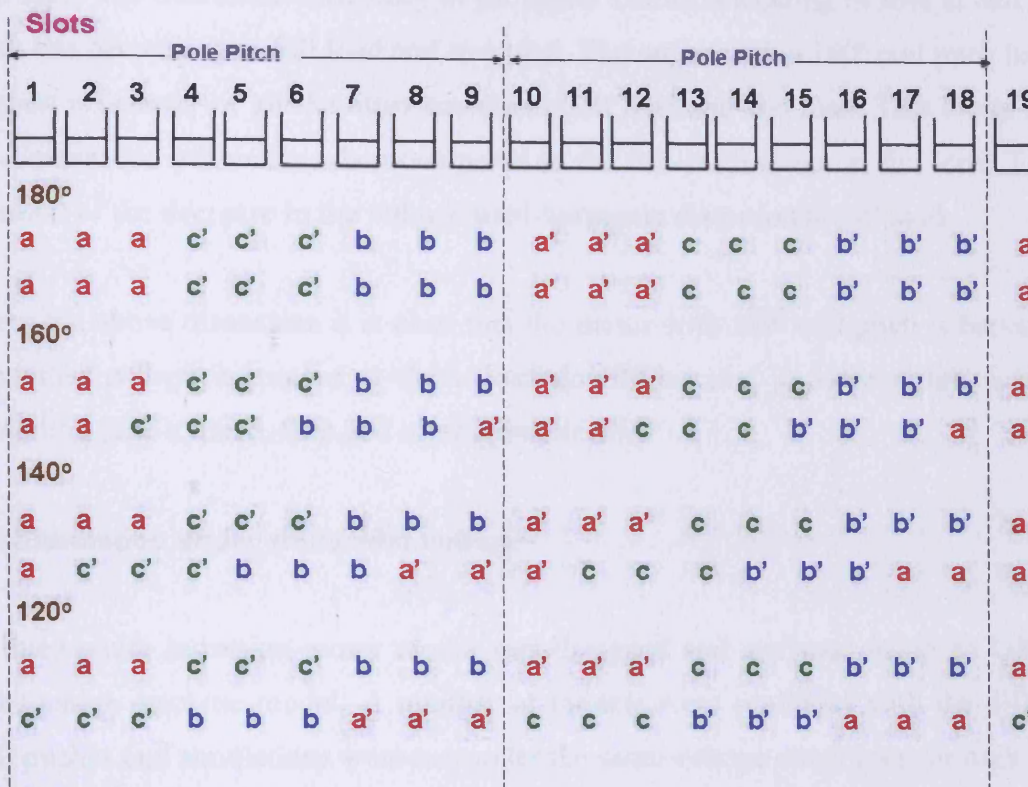 Slots
Pole Pitch Pole Pitch
1 2 3 4 5 6 7 8 9 10 11 12 13 14 15 16 17 18 19
180º
a a a c’ c’ c’ b b b a’ a’ a’ c c c b’ b’ b’ a
a a a c’ c’ c’ b b b a’ a’ a’ c c c b’ b’ b’ a
160º
a a a c’ c’ c’ b b b a’ a’ a’ c c c b’ b’ b’ a
a a c’ c’ c’ b b b a’ a’ a’ c c c b’ b’ b’ a a
140º
a a a c’ c’ c’ b b b a’ a’ a’ c c c b’ b’ b’ a
a c’ c’ c’ b b b a’ a’ a’ c c c b’ b’ b’ a a a
120º
a a a c’ c’ c’ b b b a’ a’ a’ c c c b’ b’ b’ a
c’ c’ c’ b b b a’ a’ a’ c c c b’ b’ b’ a a a c